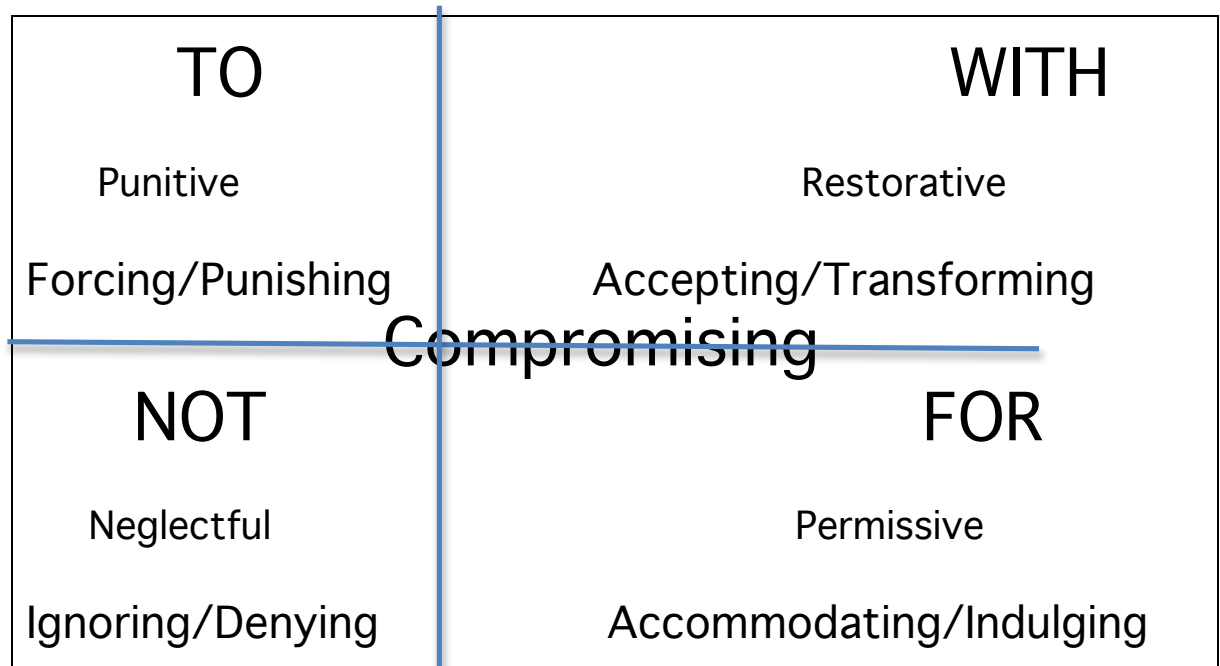 TO WITH
Punitive Restorative
Forcing/Punishing Accepting/Transforming
Compromising
NOT FOR
Neglectful Permissive
Ignoring/Denying Accommodating/Indulging